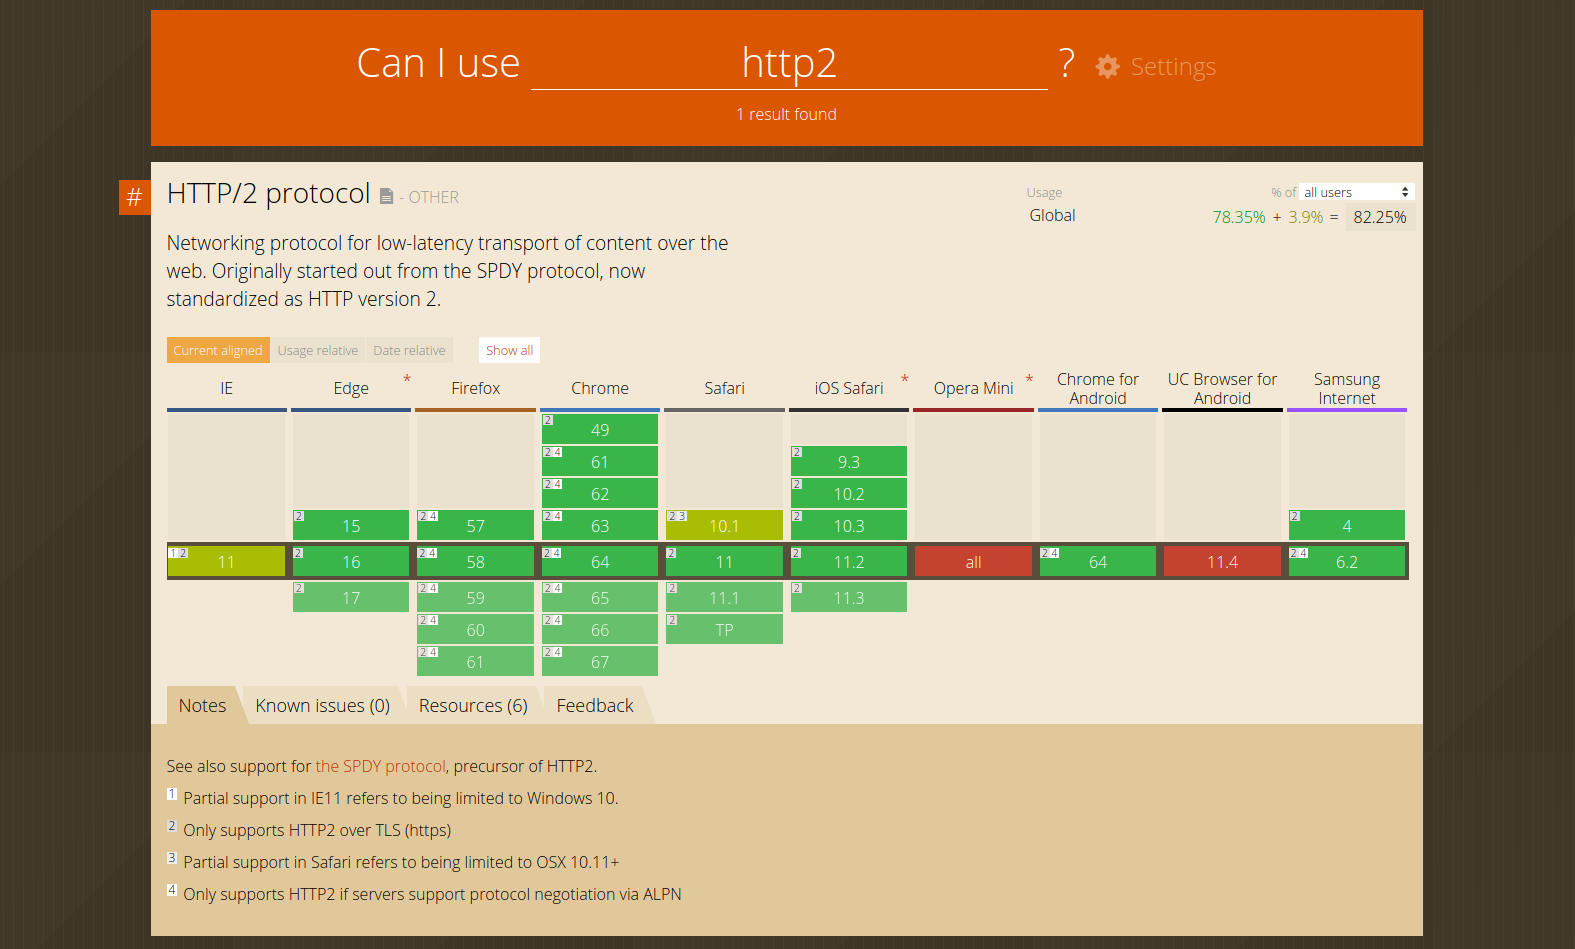 Can I use http2 ? Settings
1 result found
# HTTP/2 protocol - OTHER
Usage % of all users
Global 78.35% + 3.9% = 82.25%
Networking protocol for low-latency transport of content over the
web. Originally started out from the SPDY protocol, now
standardized as HTTP version 2.
Current aligned Usage relative Date relative Show all
IE Edge * Firefox Chrome Safari iOS Safari * Opera Mini * Chrome for Android UC Browser for Android Samsung Internet
2 49
2 4 61 2 9.3
2 4 62 2 10.2
2 15 2 4 57 2 4 63 2 3 10.1 2 10.3 2 4
1 2 11 2 16 2 4 58 2 4 64 2 11 2 11.2 all 2 4 64 11.4 2 4 6.2
2 17 2 4 59 2 4 65 2 11.1 2 11.3
2 4 60 2 4 66 2 TP
2 4 61 2 4 67
Notes Known issues (0) Resources (6) Feedback
See also support for the SPDY protocol, precursor of HTTP2.
1 Partial support in IE11 refers to being limited to Windows 10.
2 Only supports HTTP2 over TLS (https)
3 Partial support in Safari refers to being limited to OSX 10.11+
4 Only supports HTTP2 if servers support protocol negotiation via ALPN